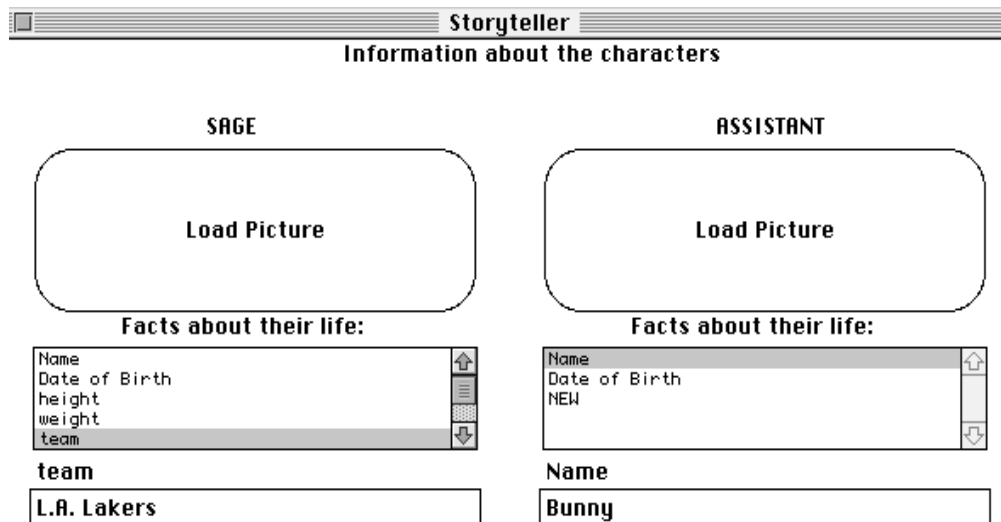 Storyteller
Information about the characters
SAGE
Load Picture
Facts about their life:
Name
Date of Birth
height
weight
team
team
L.A. Lakers
ASSISTANT
Load Picture
Facts about their life:
Name
Date of Birth
NEW
Name
Bunny